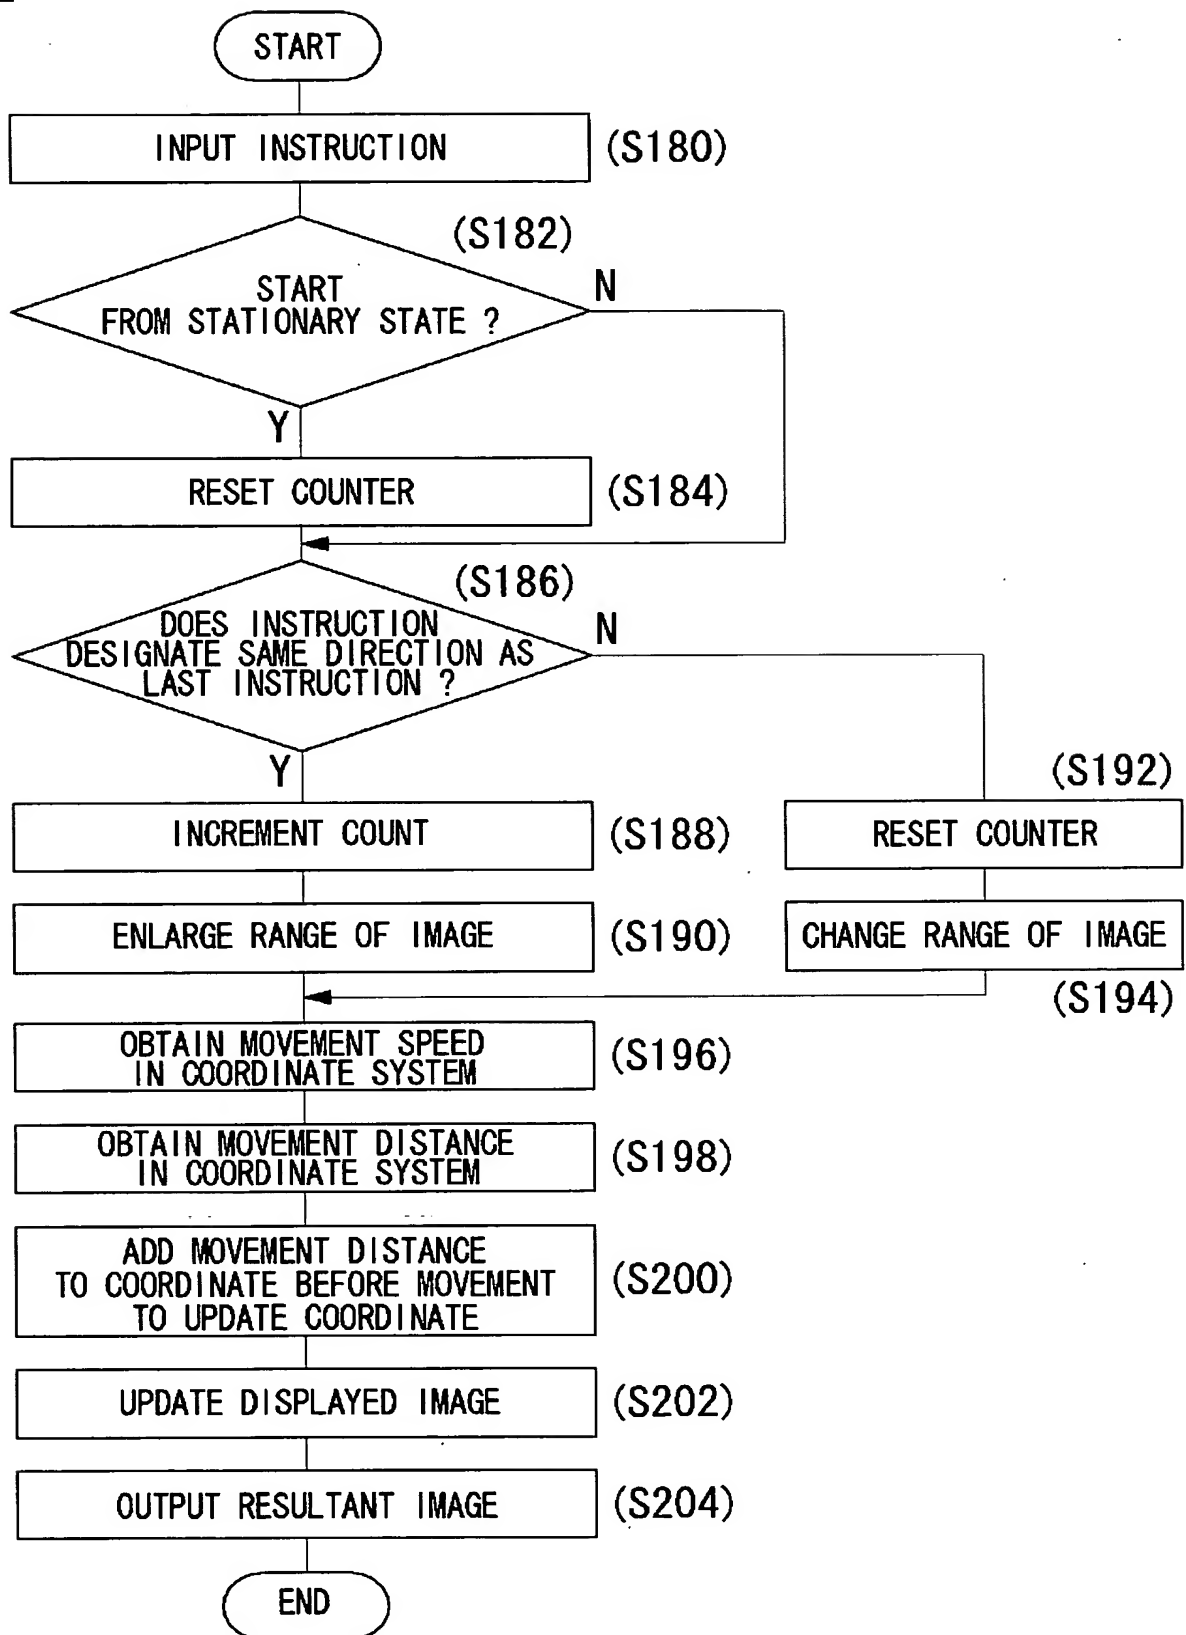 START
INPUT INSTRUCTION
(S180)
(S182)
START
FROM STATIONARY STATE ?
N
Y
RESET COUNTER
(S184)
(S186)
DOES INSTRUCTION
DESIGNATE SAME DIRECTION AS
LAST INSTRUCTION ?
N
Y
(S192)
INCREMENT COUNT
(S188)
RESET COUNTER
ENLARGE RANGE OF IMAGE
(S190)
CHANGE RANGE OF IMAGE
(S194)
OBTAIN MOVEMENT SPEED
IN COORDINATE SYSTEM
(S196)
OBTAIN MOVEMENT DISTANCE
IN COORDINATE SYSTEM
(S198)
ADD MOVEMENT DISTANCE
TO COORDINATE BEFORE MOVEMENT
TO UPDATE COORDINATE
(S200)
UPDATE DISPLAYED IMAGE
(S202)
OUTPUT RESULTANT IMAGE
(S204)
END